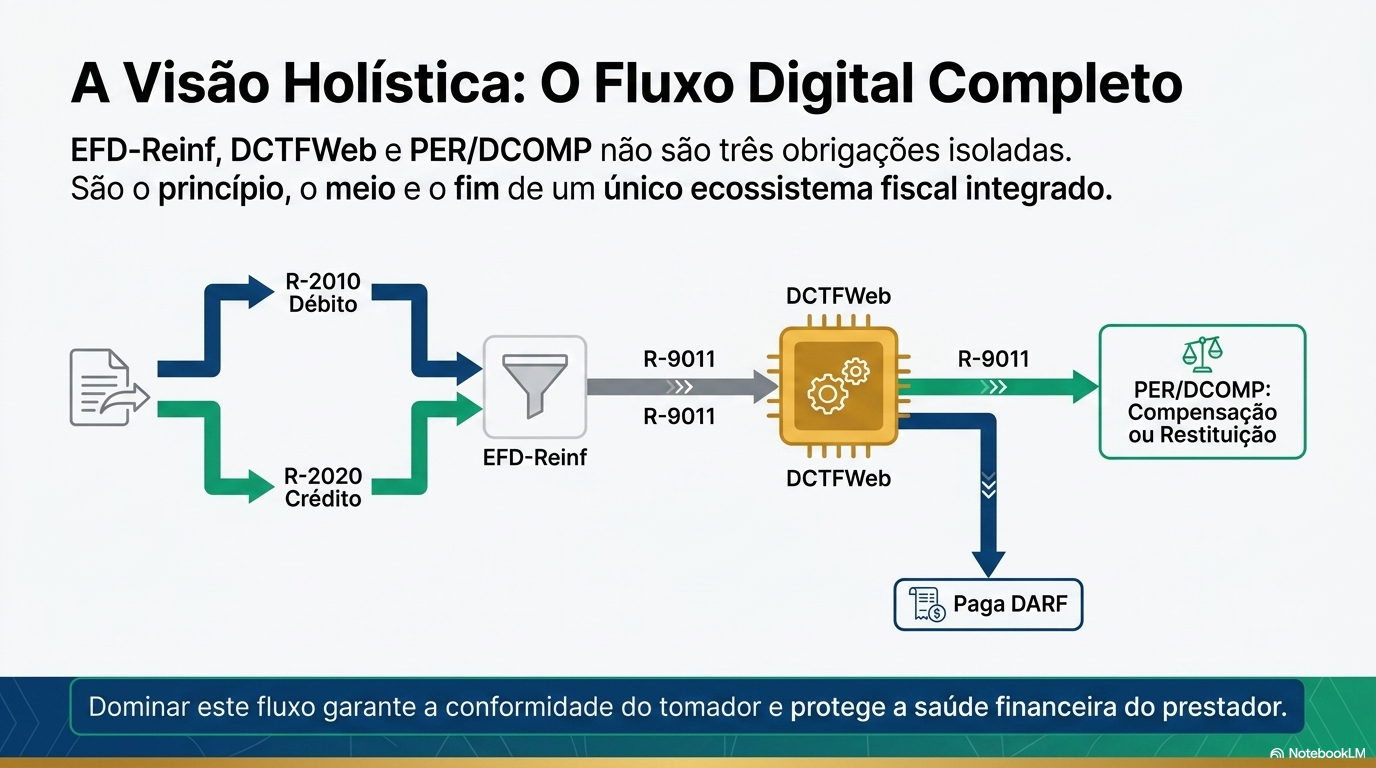 A Visão Holística: O Fluxo Digital Completo
EFD-Reinf, DCTFWeb e PER/DCOMP não são três obrigações isoladas.
São o princípio, o meio e o fim de um único ecossistema fiscal integrado.
R-2010
Débito
R-2020
Crédito
EFD-Reinf
R-9011
R-9011
DCTFWeb
DCTFWeb
R-9011
PER/DCOMP:
Compensação
ou Restituição
$
Paga DARF
Dominar este fluxo garante a conformidade do tomador e protege a saúde financeira do prestador.
NotebookLM